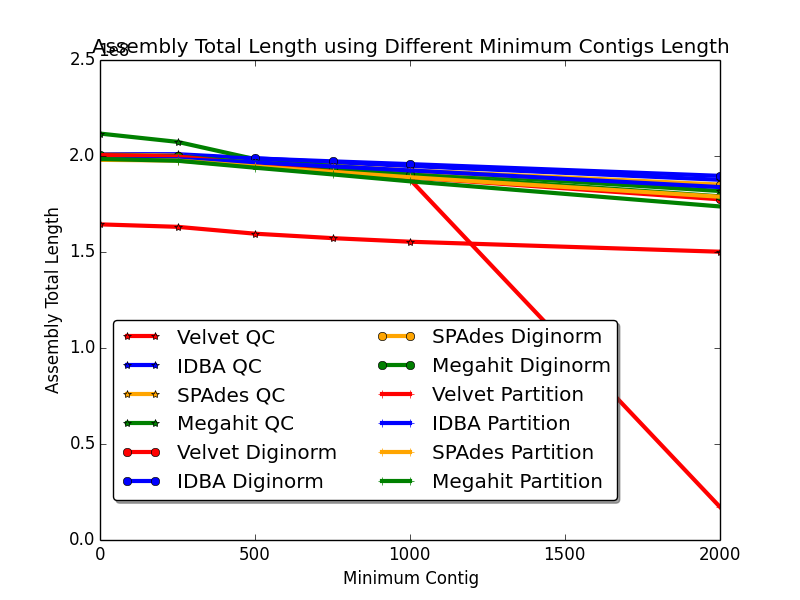 Assembly Total Length using Different Minimum Contigs Length
1e8
2.5
2.0
1.5
1.0
0.5
0.0
Assembly Total Length
Velvet QC
IDBA QC
SPAdes QC
Megahit QC
Velvet Diginorm
IDBA Diginorm
SPAdes Diginorm
Megahit Diginorm
Velvet Partition
IDBA Partition
SPAdes Partition
Megahit Partition
0 500 1000 1500 2000
Minimum Contig